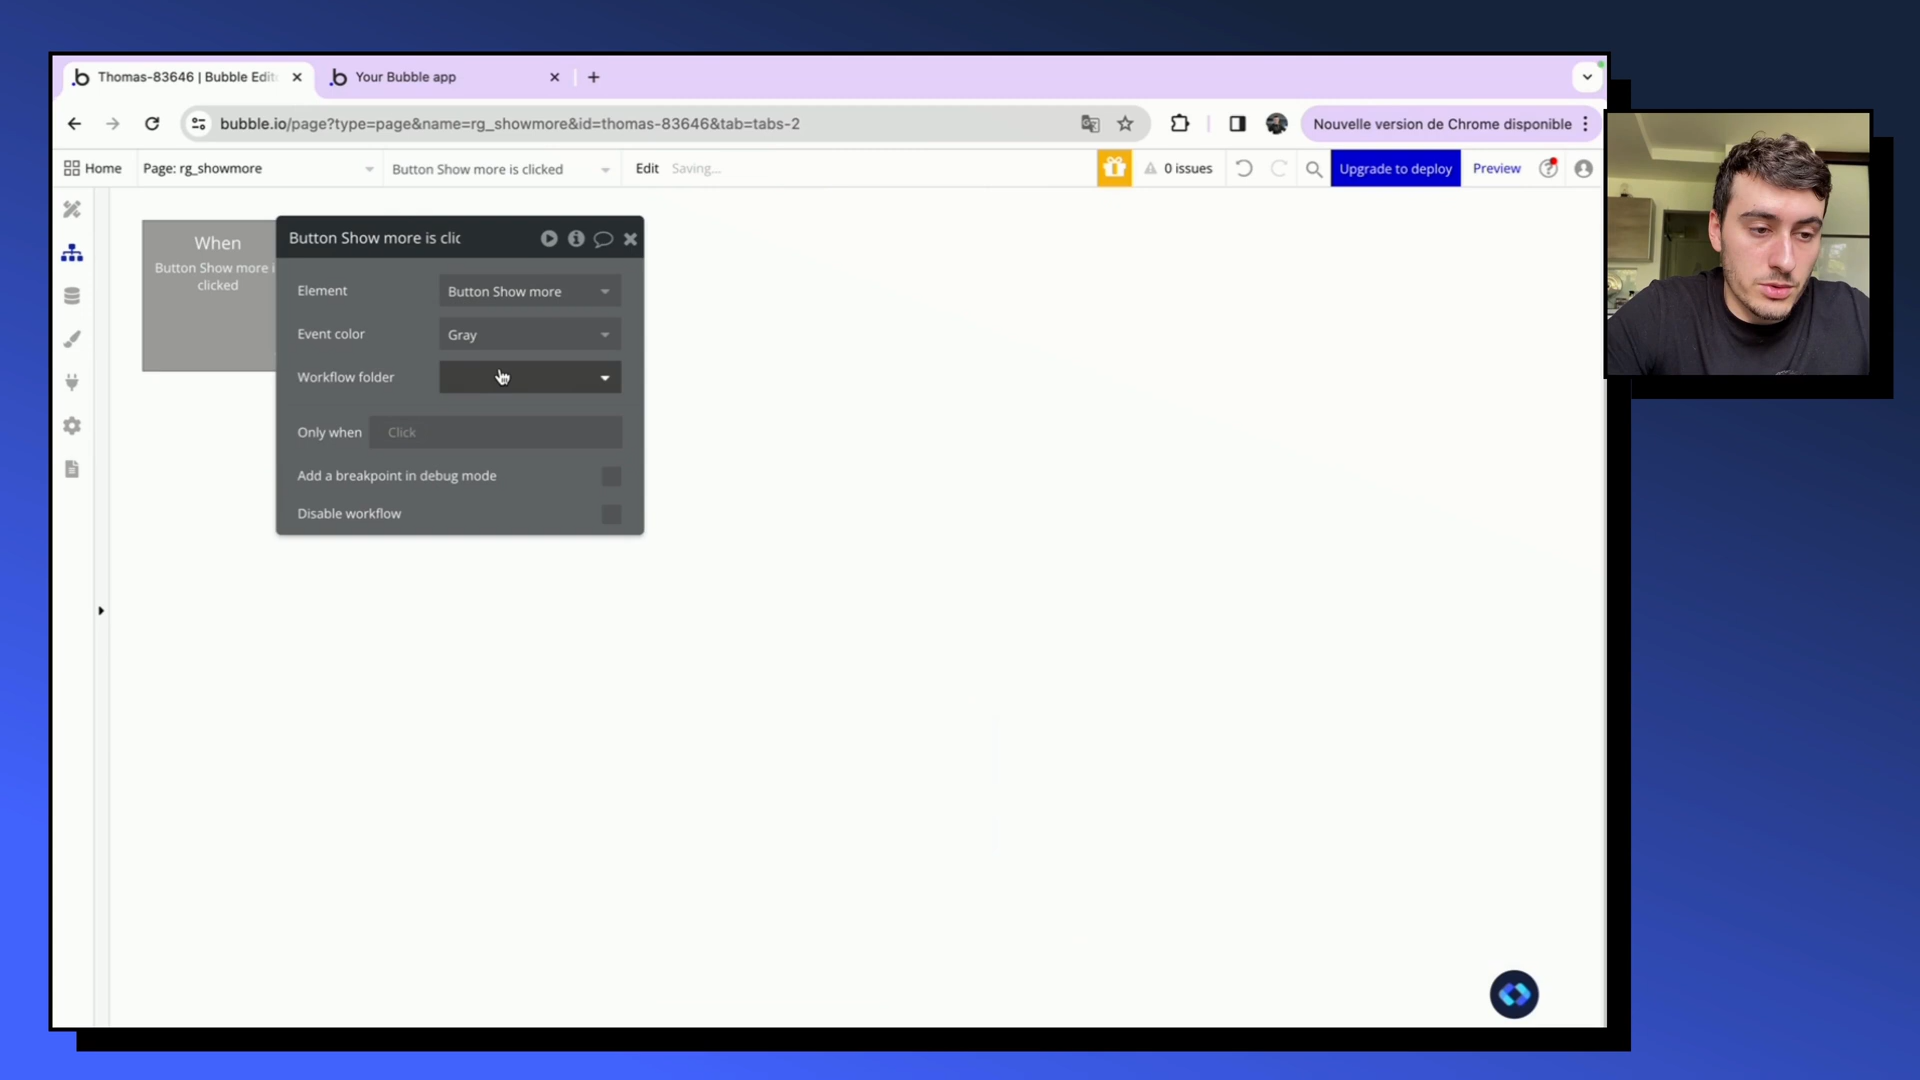 Thomas-83646 | Bubble Edit
Your Bubble app
bubble.io/page?type=page&name=rg_showmore&id=thomas-83646&tab=tabs-2
Nouvelle version de Chrome disponible
Home
Page: rg_showmore
Button Show more is clicked
Edit
Saving...
0 issues
Upgrade to deploy
Preview
When
Button Show more i
clicked
Button Show more is clic
Element
Button Show more
Event color
Gray
Workflow folder
Only when
Click
Add a breakpoint in debug mode
Disable workflow